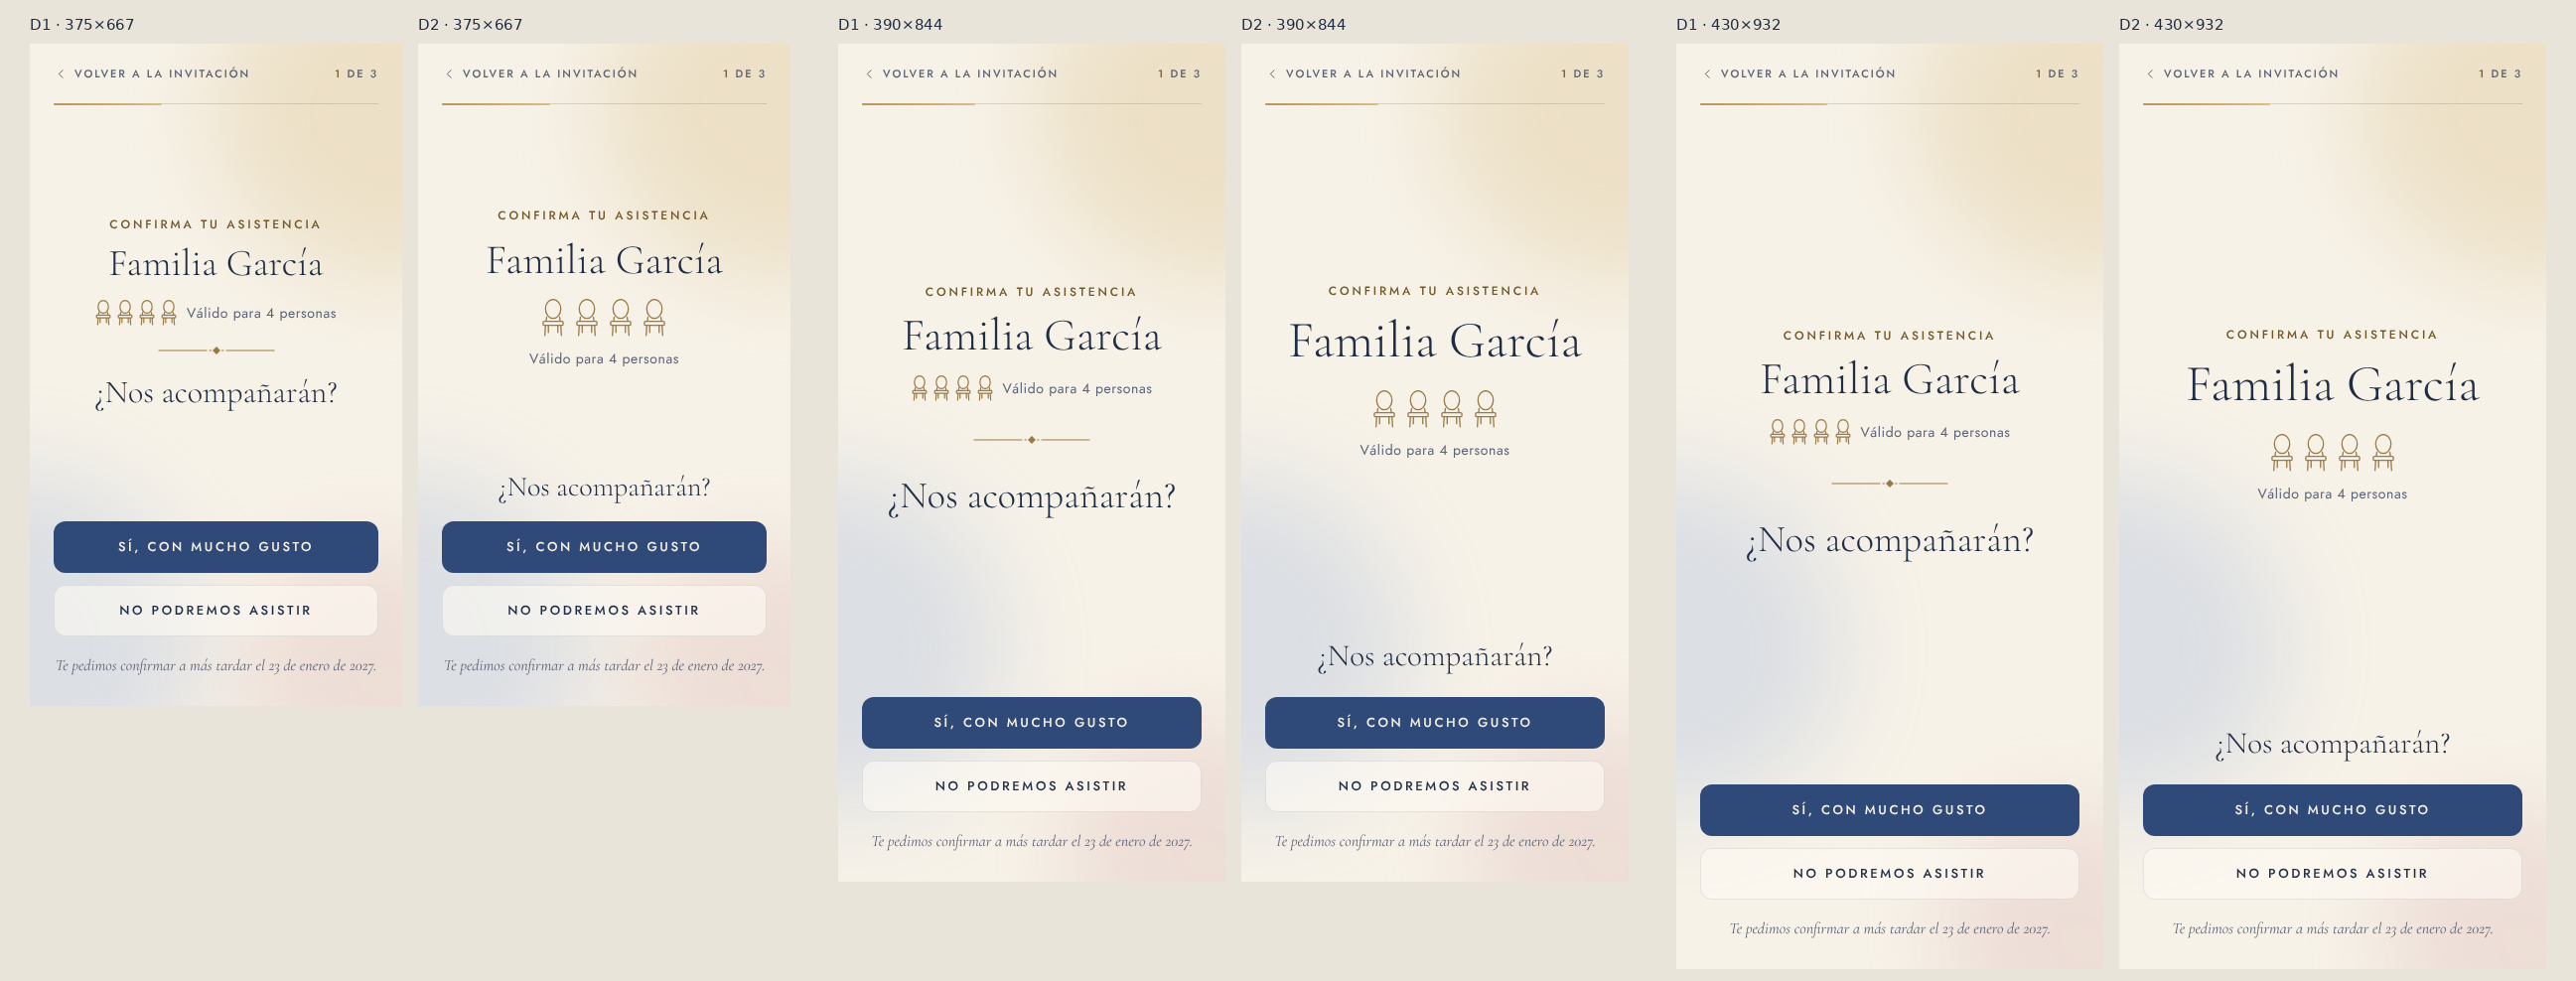 D1 · 375×667
VOLVER A LA INVITACIÓN
1 DE 3
CONFIRMA TU ASISTENCIA
Familia García
Válido para 4 personas
¿Nos acompañarán?
SÍ, CON MUCHO GUSTO
NO PODREMOS ASISTIR
Te pedimos confirmar a más tardar el 23 de enero de 2027.
D2 · 375×667
VOLVER A LA INVITACIÓN
1 DE 3
CONFIRMA TU ASISTENCIA
Familia García
Válido para 4 personas
¿Nos acompañarán?
SÍ, CON MUCHO GUSTO
NO PODREMOS ASISTIR
Te pedimos confirmar a más tardar el 23 de enero de 2027.
D1 · 390×844
VOLVER A LA INVITACIÓN
1 DE 3
CONFIRMA TU ASISTENCIA
Familia García
Válido para 4 personas
¿Nos acompañarán?
SÍ, CON MUCHO GUSTO
NO PODREMOS ASISTIR
Te pedimos confirmar a más tardar el 23 de enero de 2027.
D2 · 390×844
VOLVER A LA INVITACIÓN
1 DE 3
CONFIRMA TU ASISTENCIA
Familia García
Válido para 4 personas
¿Nos acompañarán?
SÍ, CON MUCHO GUSTO
NO PODREMOS ASISTIR
Te pedimos confirmar a más tardar el 23 de enero de 2027.
D1 · 430×932
VOLVER A LA INVITACIÓN
1 DE 3
CONFIRMA TU ASISTENCIA
Familia García
Válido para 4 personas
¿Nos acompañarán?
SÍ, CON MUCHO GUSTO
NO PODREMOS ASISTIR
Te pedimos confirmar a más tardar el 23 de enero de 2027.
D2 · 430×932
VOLVER A LA INVITACIÓN
1 DE 3
CONFIRMA TU ASISTENCIA
Familia García
Válido para 4 personas
¿Nos acompañarán?
SÍ, CON MUCHO GUSTO
NO PODREMOS ASISTIR
Te pedimos confirmar a más tardar el 23 de enero de 2027.